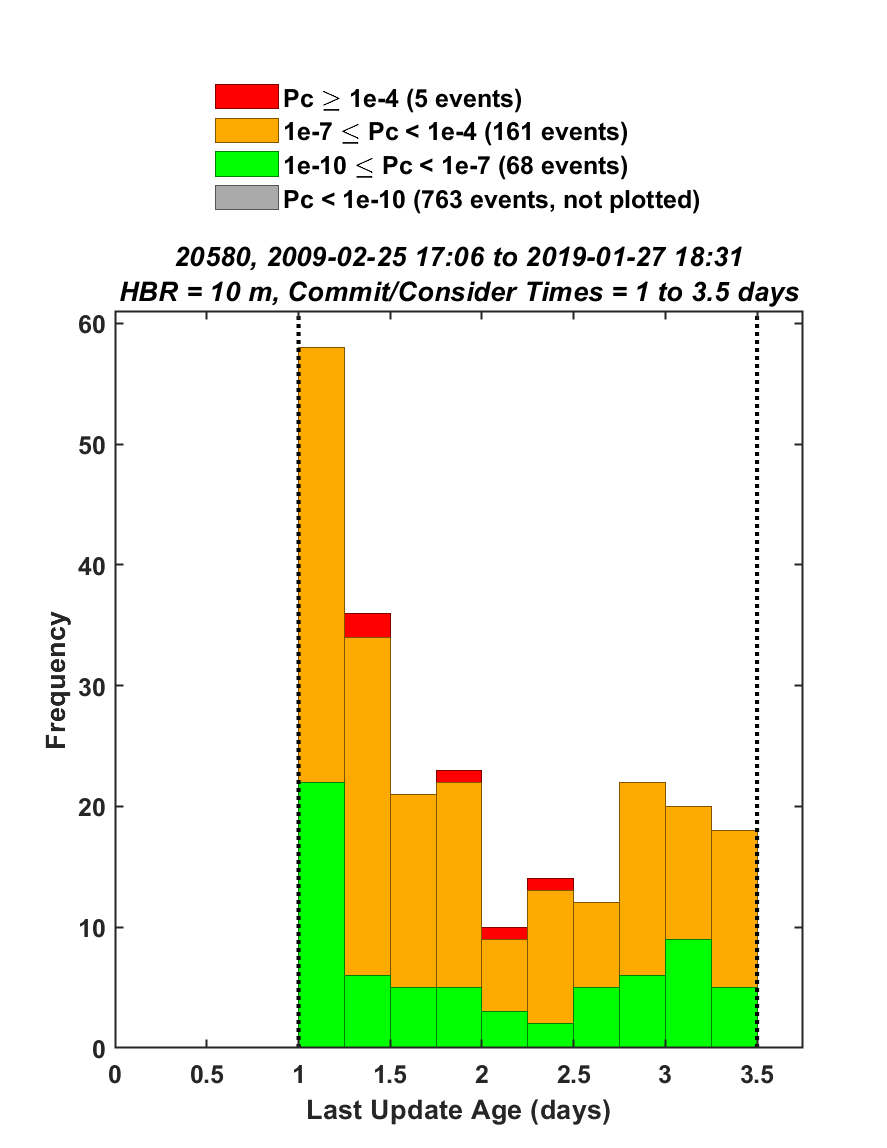 Pc ≥ 1e-4 (5 events)
1e-7 ≤ Pc < 1e-4 (161 events)
1e-10 ≤ Pc < 1e-7 (68 events)
Pc < 1e-10 (763 events, not plotted)
20580, 2009-02-25 17:06 to 2019-01-27 18:31
HBR = 10 m, Commit/Consider Times = 1 to 3.5 days
60
50
40
30
20
10
0
Frequency
0 0.5 1 1.5 2 2.5 3 3.5
Last Update Age (days)